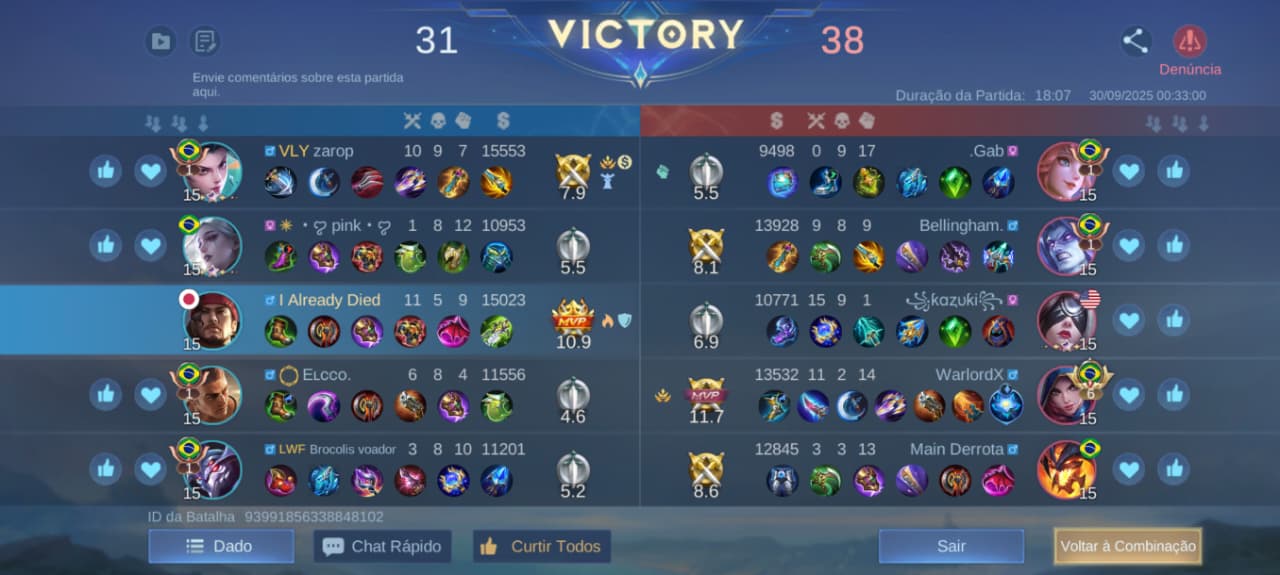 31 VICTORY 38
Envie comentários sobre esta partida
aqui.
Denúncia
Duração da Partida: 18:07 30/09/2025 00:33:00
VLY zarop 10 9 7 15553
15 7.9
9498 0 9 17 .Gab
5.5 15
• ღ pink • ღ 1 8 12 10953
15 5.5
13928 9 8 9 Bellingham.
8.1 1 15
I Already Died 11 5 9 15023
15 MVP 10.9
10771 15 9 1 ꧁kazuki꧂
6.9 15
ELCCO. 6 8 4 11556
1 15 4.6
13532 11 2 14 WarlordX
MVP 11.7 6 15
LWF Brocolis voador 3 8 10 11201
1 15 5.2
12845 3 3 13 Main Derrota
8.6 15
ID da Batalha 93991856338848102
Dado Chat Rápido Curtir Todos Sair Voltar à Combinação